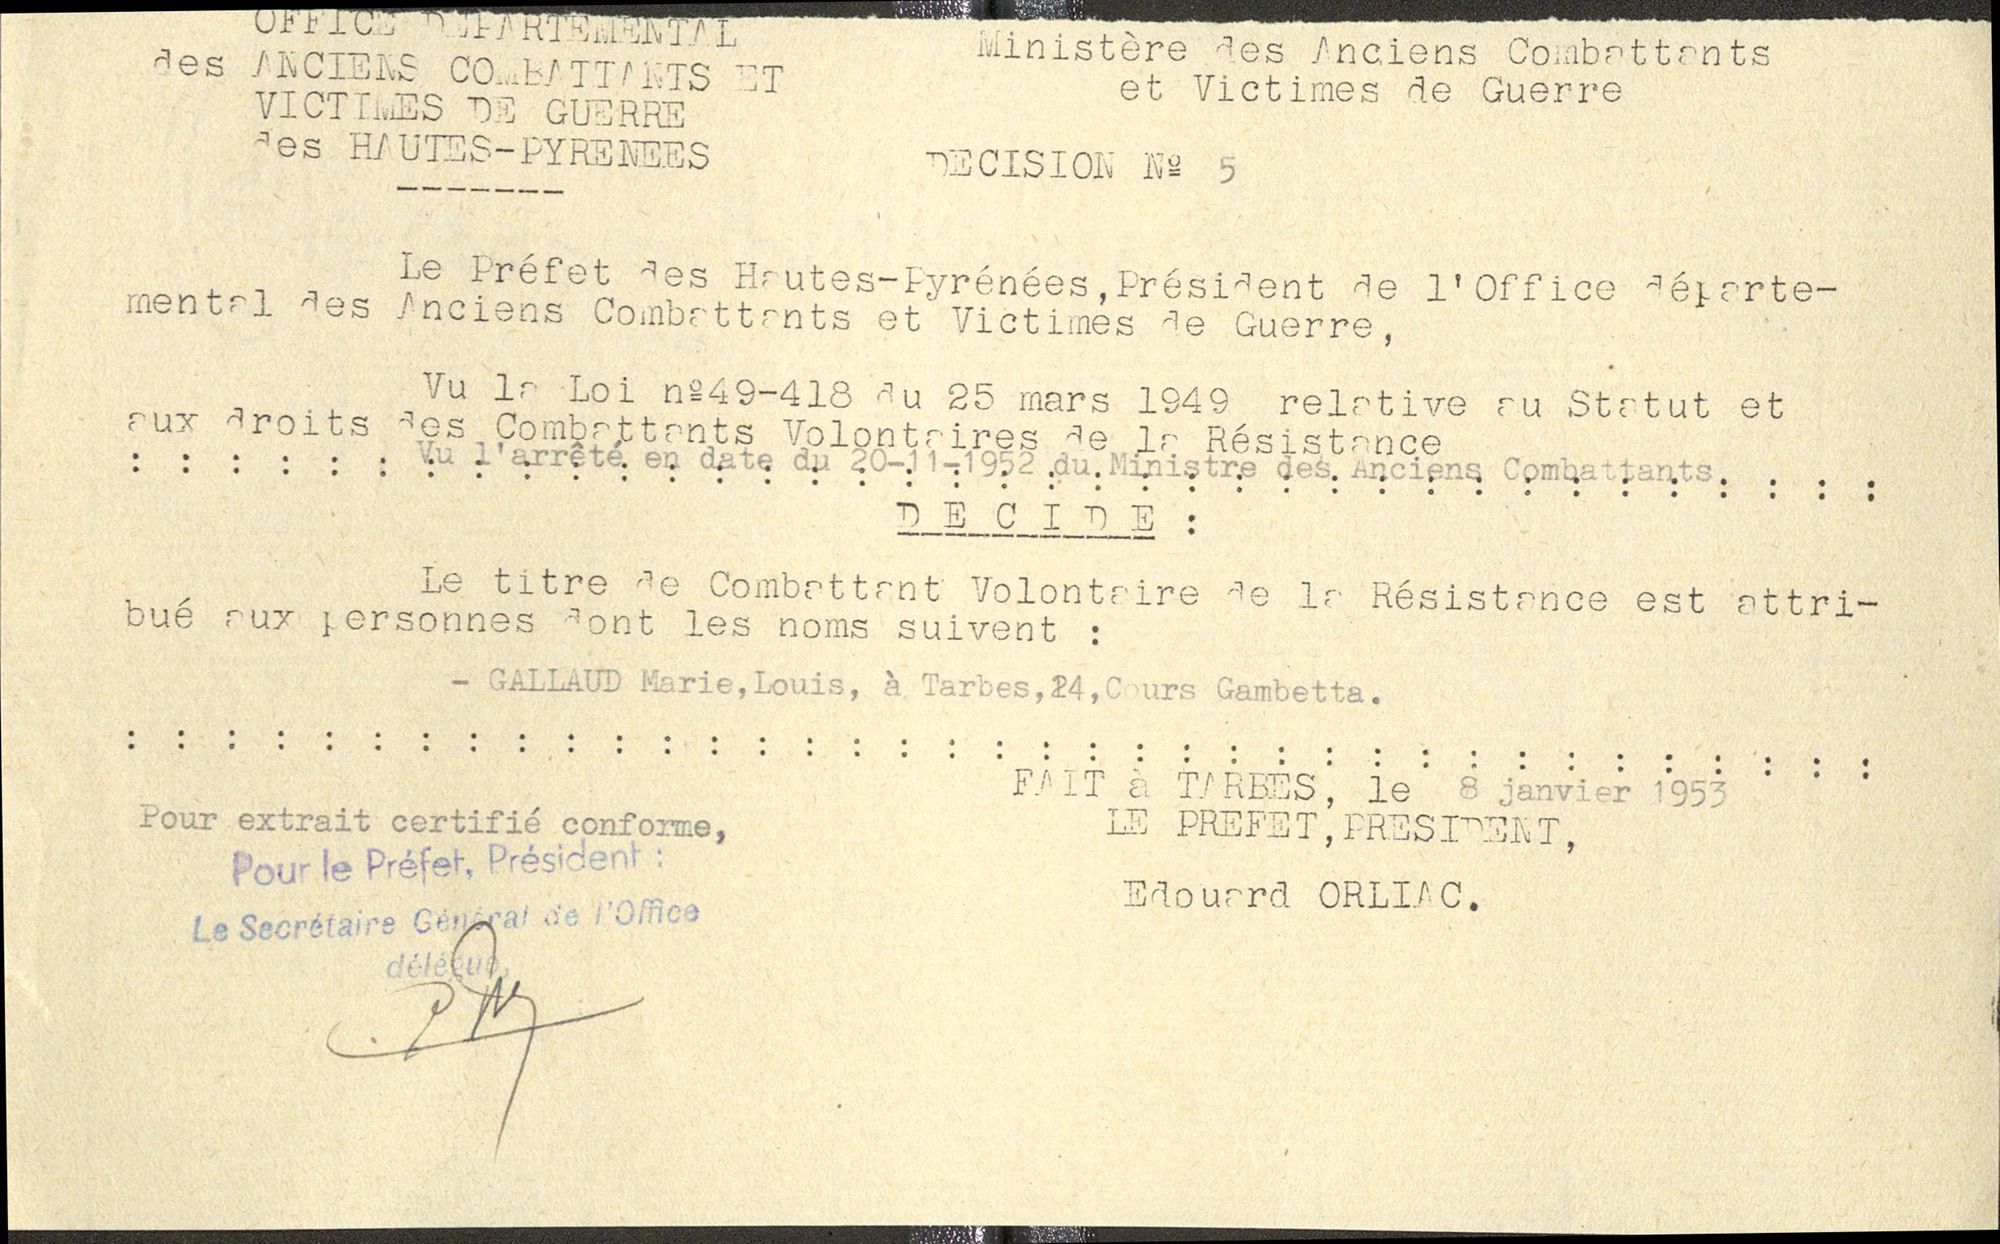 OFFICE DEPARTEMENTAL
des ANCIENS COMBATTANTS ET
VICTIMES DE GUERRE
des HAUTES-PYRENEES
-------
Ministère des Anciens Combattants
et Victimes de Guerre
DECISION Nº 5
Le Préfet des Hautes-Pyrénées,Président de l'Office départe-
mental des Anciens Combattants et Victimes de Guerre,
Vu la Loi nº49-418 du 25 mars 1949 relative au Statut et
aux droits des Combattants Volontaires de la Résistance
Vu l'arrêté en date du 20-11-1952 du Ministre des Anciens Combattants
: : : : : : : : : : : : : : : : : : : : : : : : : : : : : : : : : : : : :
D E C I D E :
Le titre de Combattant Volontaire de la Résistance est attri-
bué aux personnes dont les noms suivent :
- GALLAUD Marie,Louis, à Tarbes,24,Cours Gambetta.
: : : : : : : : : : : : : : : : : : : : : : : : : : : : : : : : : : : : :
FAIT à TARBES, le 8 janvier 1953
LE PREFET,PRESIDENT,
Edouard ORLIAC.
Pour extrait certifié conforme,
Pour le Préfet, Président :
Le Secrétaire Général de l'Office
délégué,